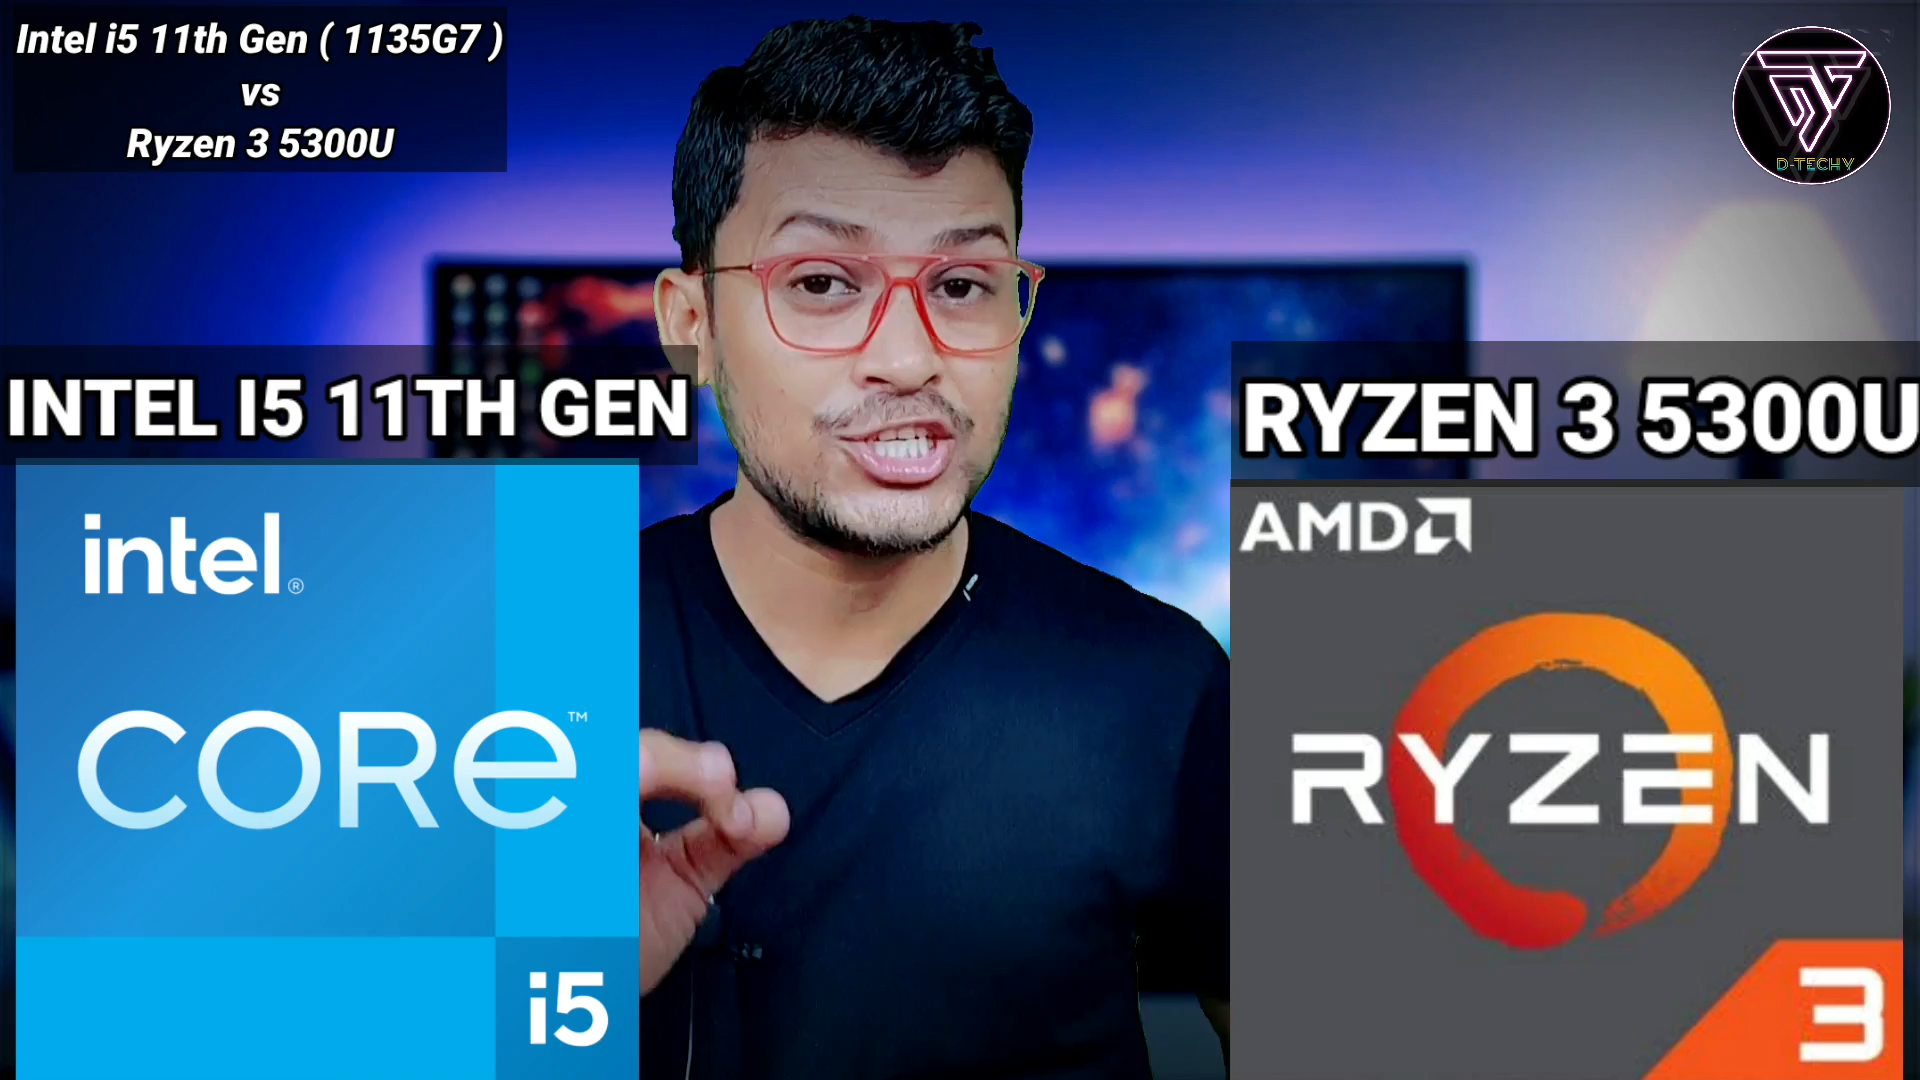 Intel i5 11th Gen ( 1135G7 )
vs
Ryzen 3 5300U
D-TECHY
INTEL I5 11TH GEN
RYZEN 3 5300U
intel®
CORE™
i5
AMD
RYZEN
3